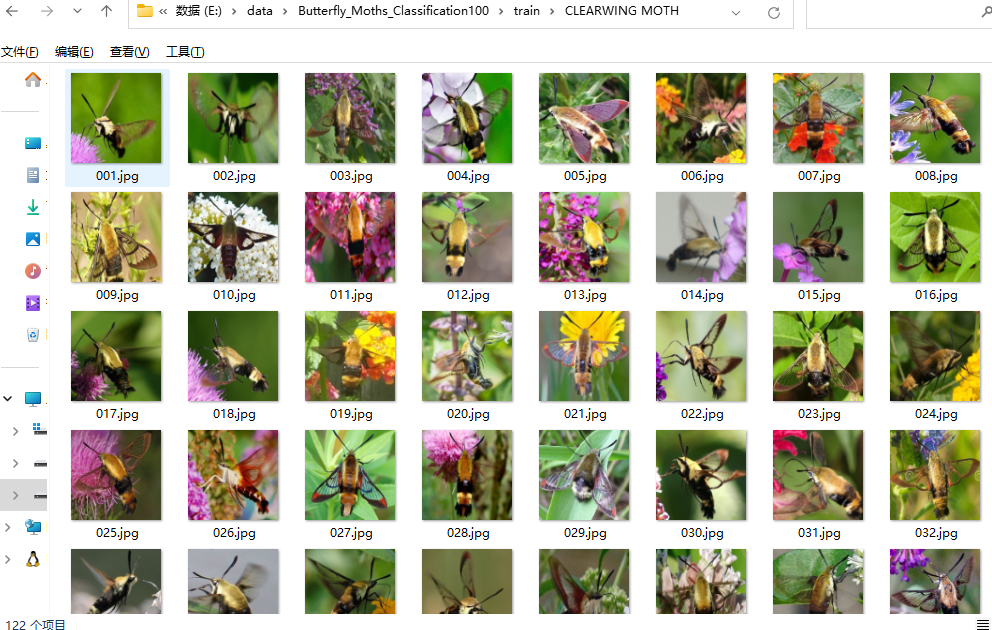 « 数据 (E:) › data › Butterfly_Moths_Classification100 › train › CLEARWING MOTH
文件(F) 编辑(E) 查看(V) 工具(T)
001.jpg 002.jpg 003.jpg 004.jpg 005.jpg 006.jpg 007.jpg 008.jpg
009.jpg 010.jpg 011.jpg 012.jpg 013.jpg 014.jpg 015.jpg 016.jpg
017.jpg 018.jpg 019.jpg 020.jpg 021.jpg 022.jpg 023.jpg 024.jpg
025.jpg 026.jpg 027.jpg 028.jpg 029.jpg 030.jpg 031.jpg 032.jpg
122 个项目